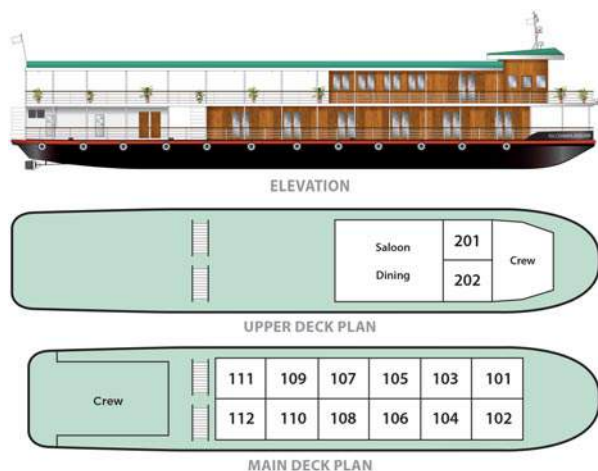 ELEVATION
Saloon
Dining
201
202
Crew
UPPER DECK PLAN
Crew
111 109 107 105 103 101
112 110 108 106 104 102
MAIN DECK PLAN